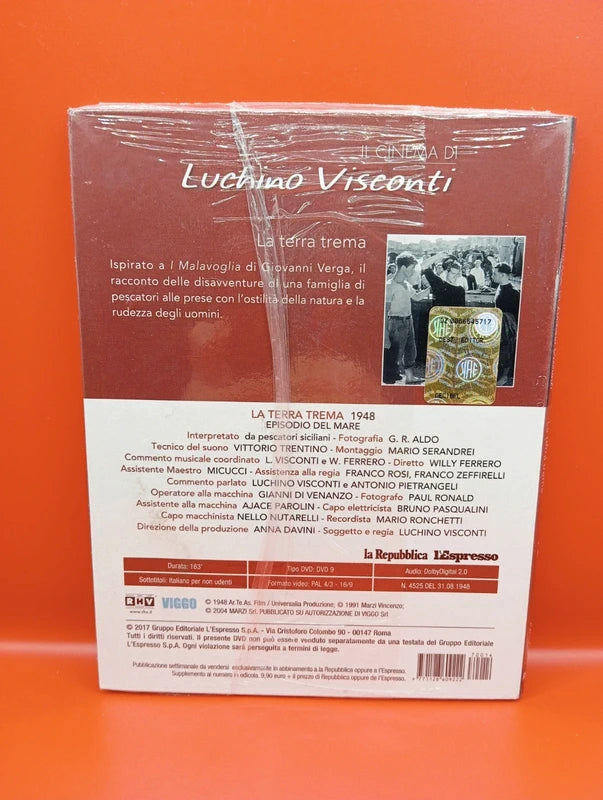 IL CINEMA DI
Luchino Visconti
La terra trema
Ispirato a I Malavoglia di Giovanni Verga, il
racconto delle disavventure di una famiglia di
pescatori alle prese con l'ostilità della natura e la
rudezza degli uomini.
LA TERRA TREMA 1948
EPISODIO DEL MARE
Interpretato da pescatori siciliani - Fotografia G. R. ALDO
Tecnico del suono VITTORIO TRENTINO - Montaggio MARIO SERANDREI
Commento musicale coordinato L. VISCONTI e W. FERRERO - Diretto WILLY FERRERO
Assistente Maestro MICUCCI - Assistenza alla regia FRANCO ROSI, FRANCO ZEFFIRELLI
Commento parlato LUCHINO VISCONTI e ANTONIO PIETRANGELI
Operatore alla macchina GIANNI DI VENANZO - Fotografo PAUL RONALD
Assistente alla macchina AJACE PAROLIN - Capo elettricista BRUNO PASQUALINI
Capo macchinista NELLO NUTARELLI - Recordista MARIO RONCHETTI
Direzione della produzione ANNA DAVINI - Soggetto e regia LUCHINO VISCONTI
la Repubblica l'Espresso
Durata: 163' Tipo DVD: DVD 9 Audio: DolbyDigital 2.0
Sottotitoli: Italiano per non udenti Formato video: PAL 4/3 - 16/9 N. 4525 DEL 31.08 1948
RHV VIGGO © 1948 Ar.Te.As. Film / Universalia Produzione; © 1991 Marzi Vincenzo;
© 2004 MARZI Srl. PUBBLICATO SU AUTORIZZAZIONE DI VIGGO Srl
© 2017 Gruppo Editoriale L'Espresso S.p.A. - Via Cristoforo Colombo 90 - 00147 Roma
Tutti i diritti riservati. Il presente DVD non può essere venduto separatamente da una testata del Gruppo Editoriale
L'Espresso S.p.A. Ogni violazione sarà perseguita a termini di legge.
Pubblicazione settimanale da vendersi esclusivamente in abbinamento a la Repubblica oppure a l'Espresso.
Supplemento al numero in edicola. 9,90 euro + il prezzo di Repubblica oppure de l'Espresso.
70014
9 771128 609222